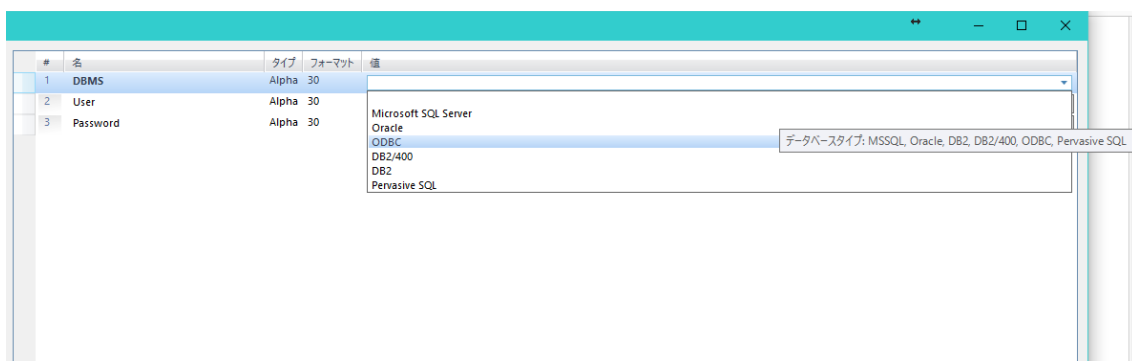 # 名 タイプ フォーマット 値
1 DBMS Alpha 30
2 User Alpha 30
3 Password Alpha 30
Microsoft SQL Server
Oracle
ODBC
DB2/400
DB2
Pervasive SQL
データベースタイプ: MSSQL, Oracle, DB2, DB2/400, ODBC, Pervasive SQL